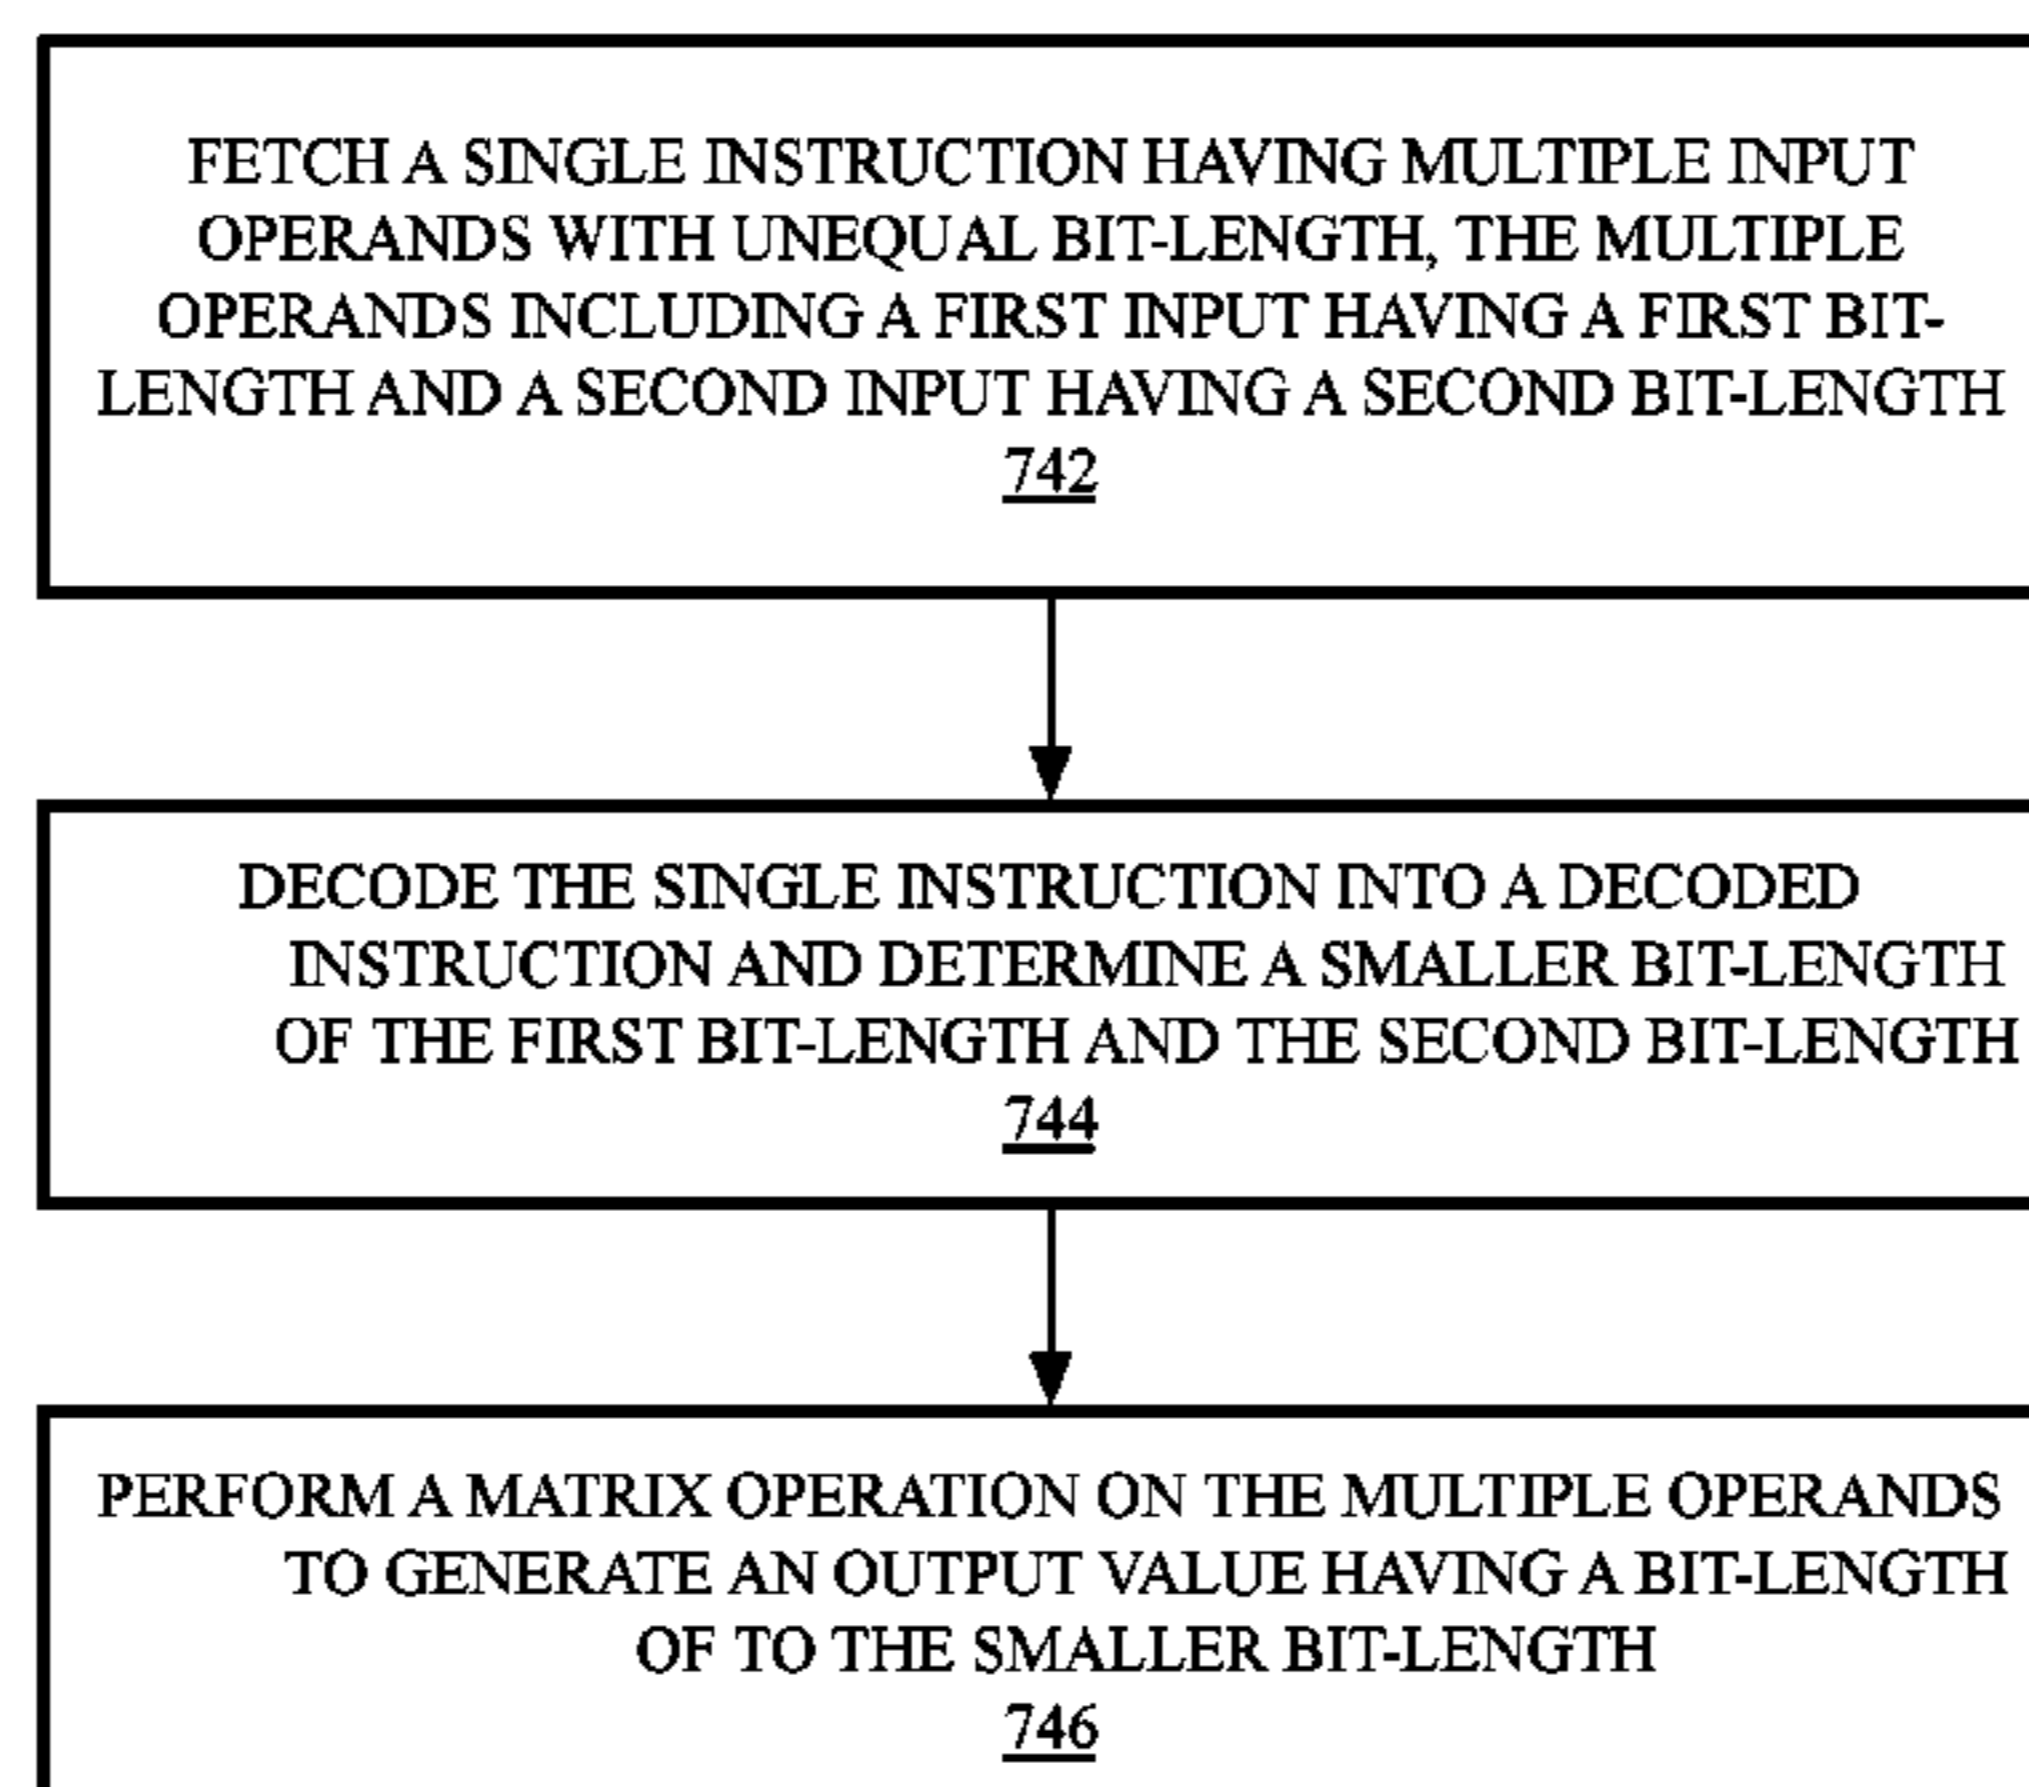 FETCH A SINGLE INSTRUCTION HAVING MULTIPLE INPUT
OPERANDS WITH UNEQUAL BIT-LENGTH, THE MULTIPLE
OPERANDS INCLUDING A FIRST INPUT HAVING A FIRST BIT-
LENGTH AND A SECOND INPUT HAVING A SECOND BIT-LENGTH
742
DECODE THE SINGLE INSTRUCTION INTO A DECODED
INSTRUCTION AND DETERMINE A SMALLER BIT-LENGTH
OF THE FIRST BIT-LENGTH AND THE SECOND BIT-LENGTH
744
PERFORM A MATRIX OPERATION ON THE MULTIPLE OPERANDS
TO GENERATE AN OUTPUT VALUE HAVING A BIT-LENGTH
OF TO THE SMALLER BIT-LENGTH
746